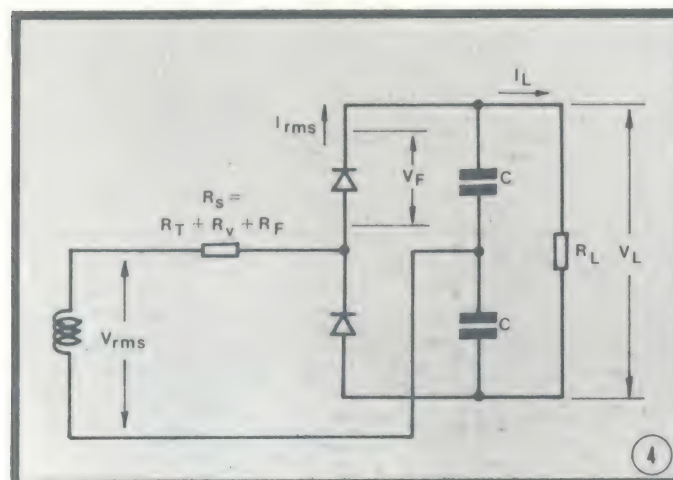 I_L
I_rms
V_F
C
R_S =
R_T + R_v + R_F
R_L
V_L
V_rms
C
4